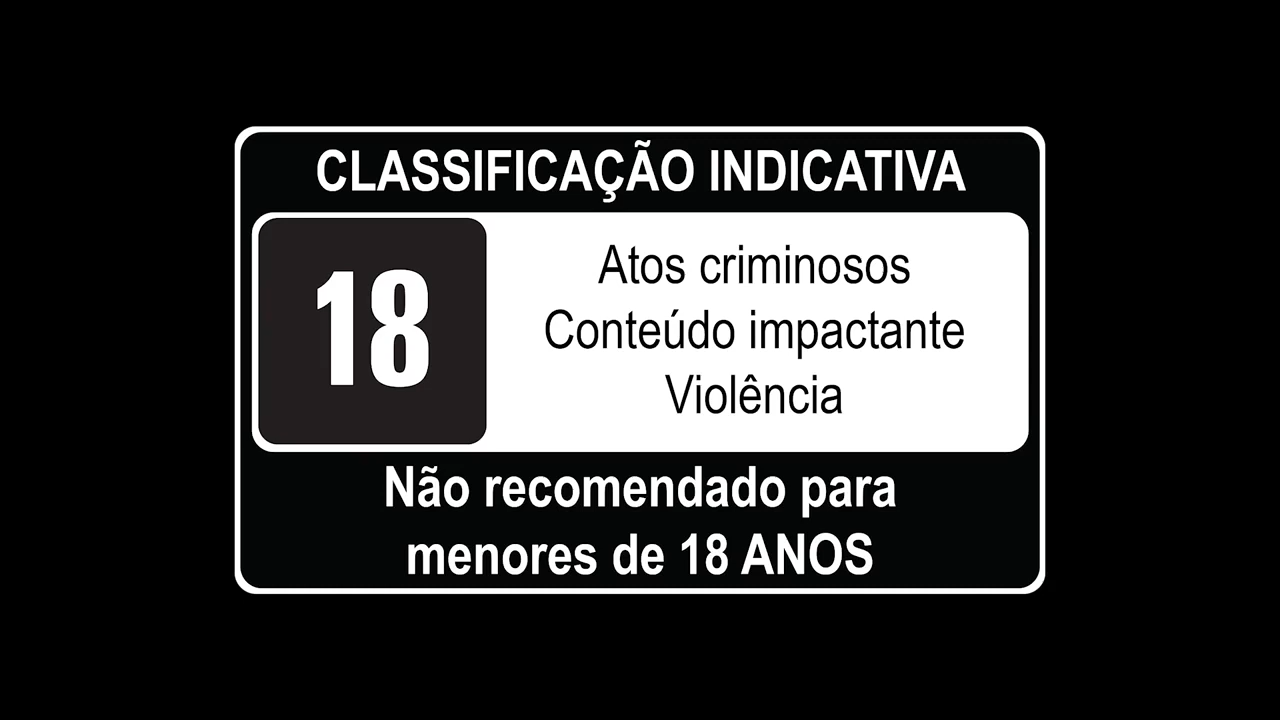 CLASSIFICAÇÃO INDICATIVA
18
Atos criminosos
Conteúdo impactante
Violência
Não recomendado para
menores de 18 ANOS